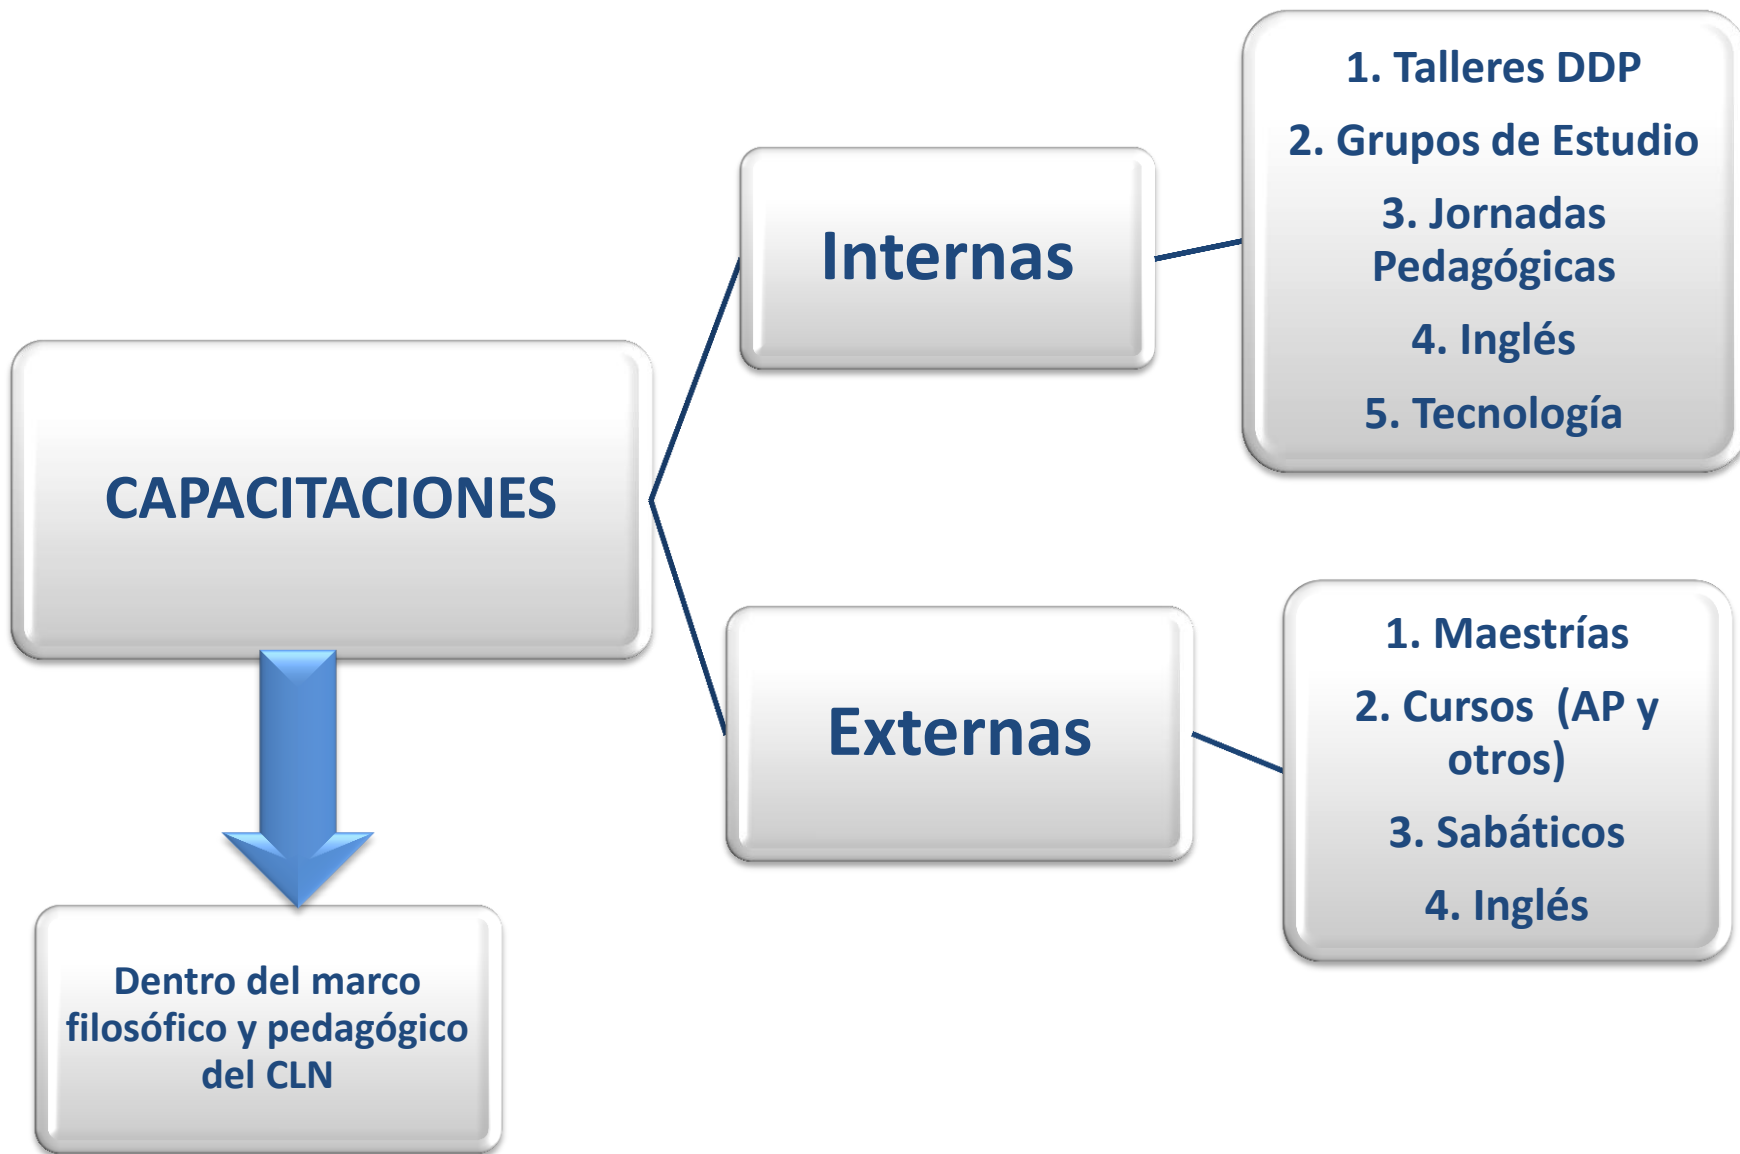 CAPACITACIONES
Dentro del marco
filosófico y pedagógico
del CLN
Internas
1. Talleres DDP
2. Grupos de Estudio
3. Jornadas
Pedagógicas
4. Inglés
5. Tecnología
Externas
1. Maestrías
2. Cursos  (AP y
otros)
3. Sabáticos
4. Inglés